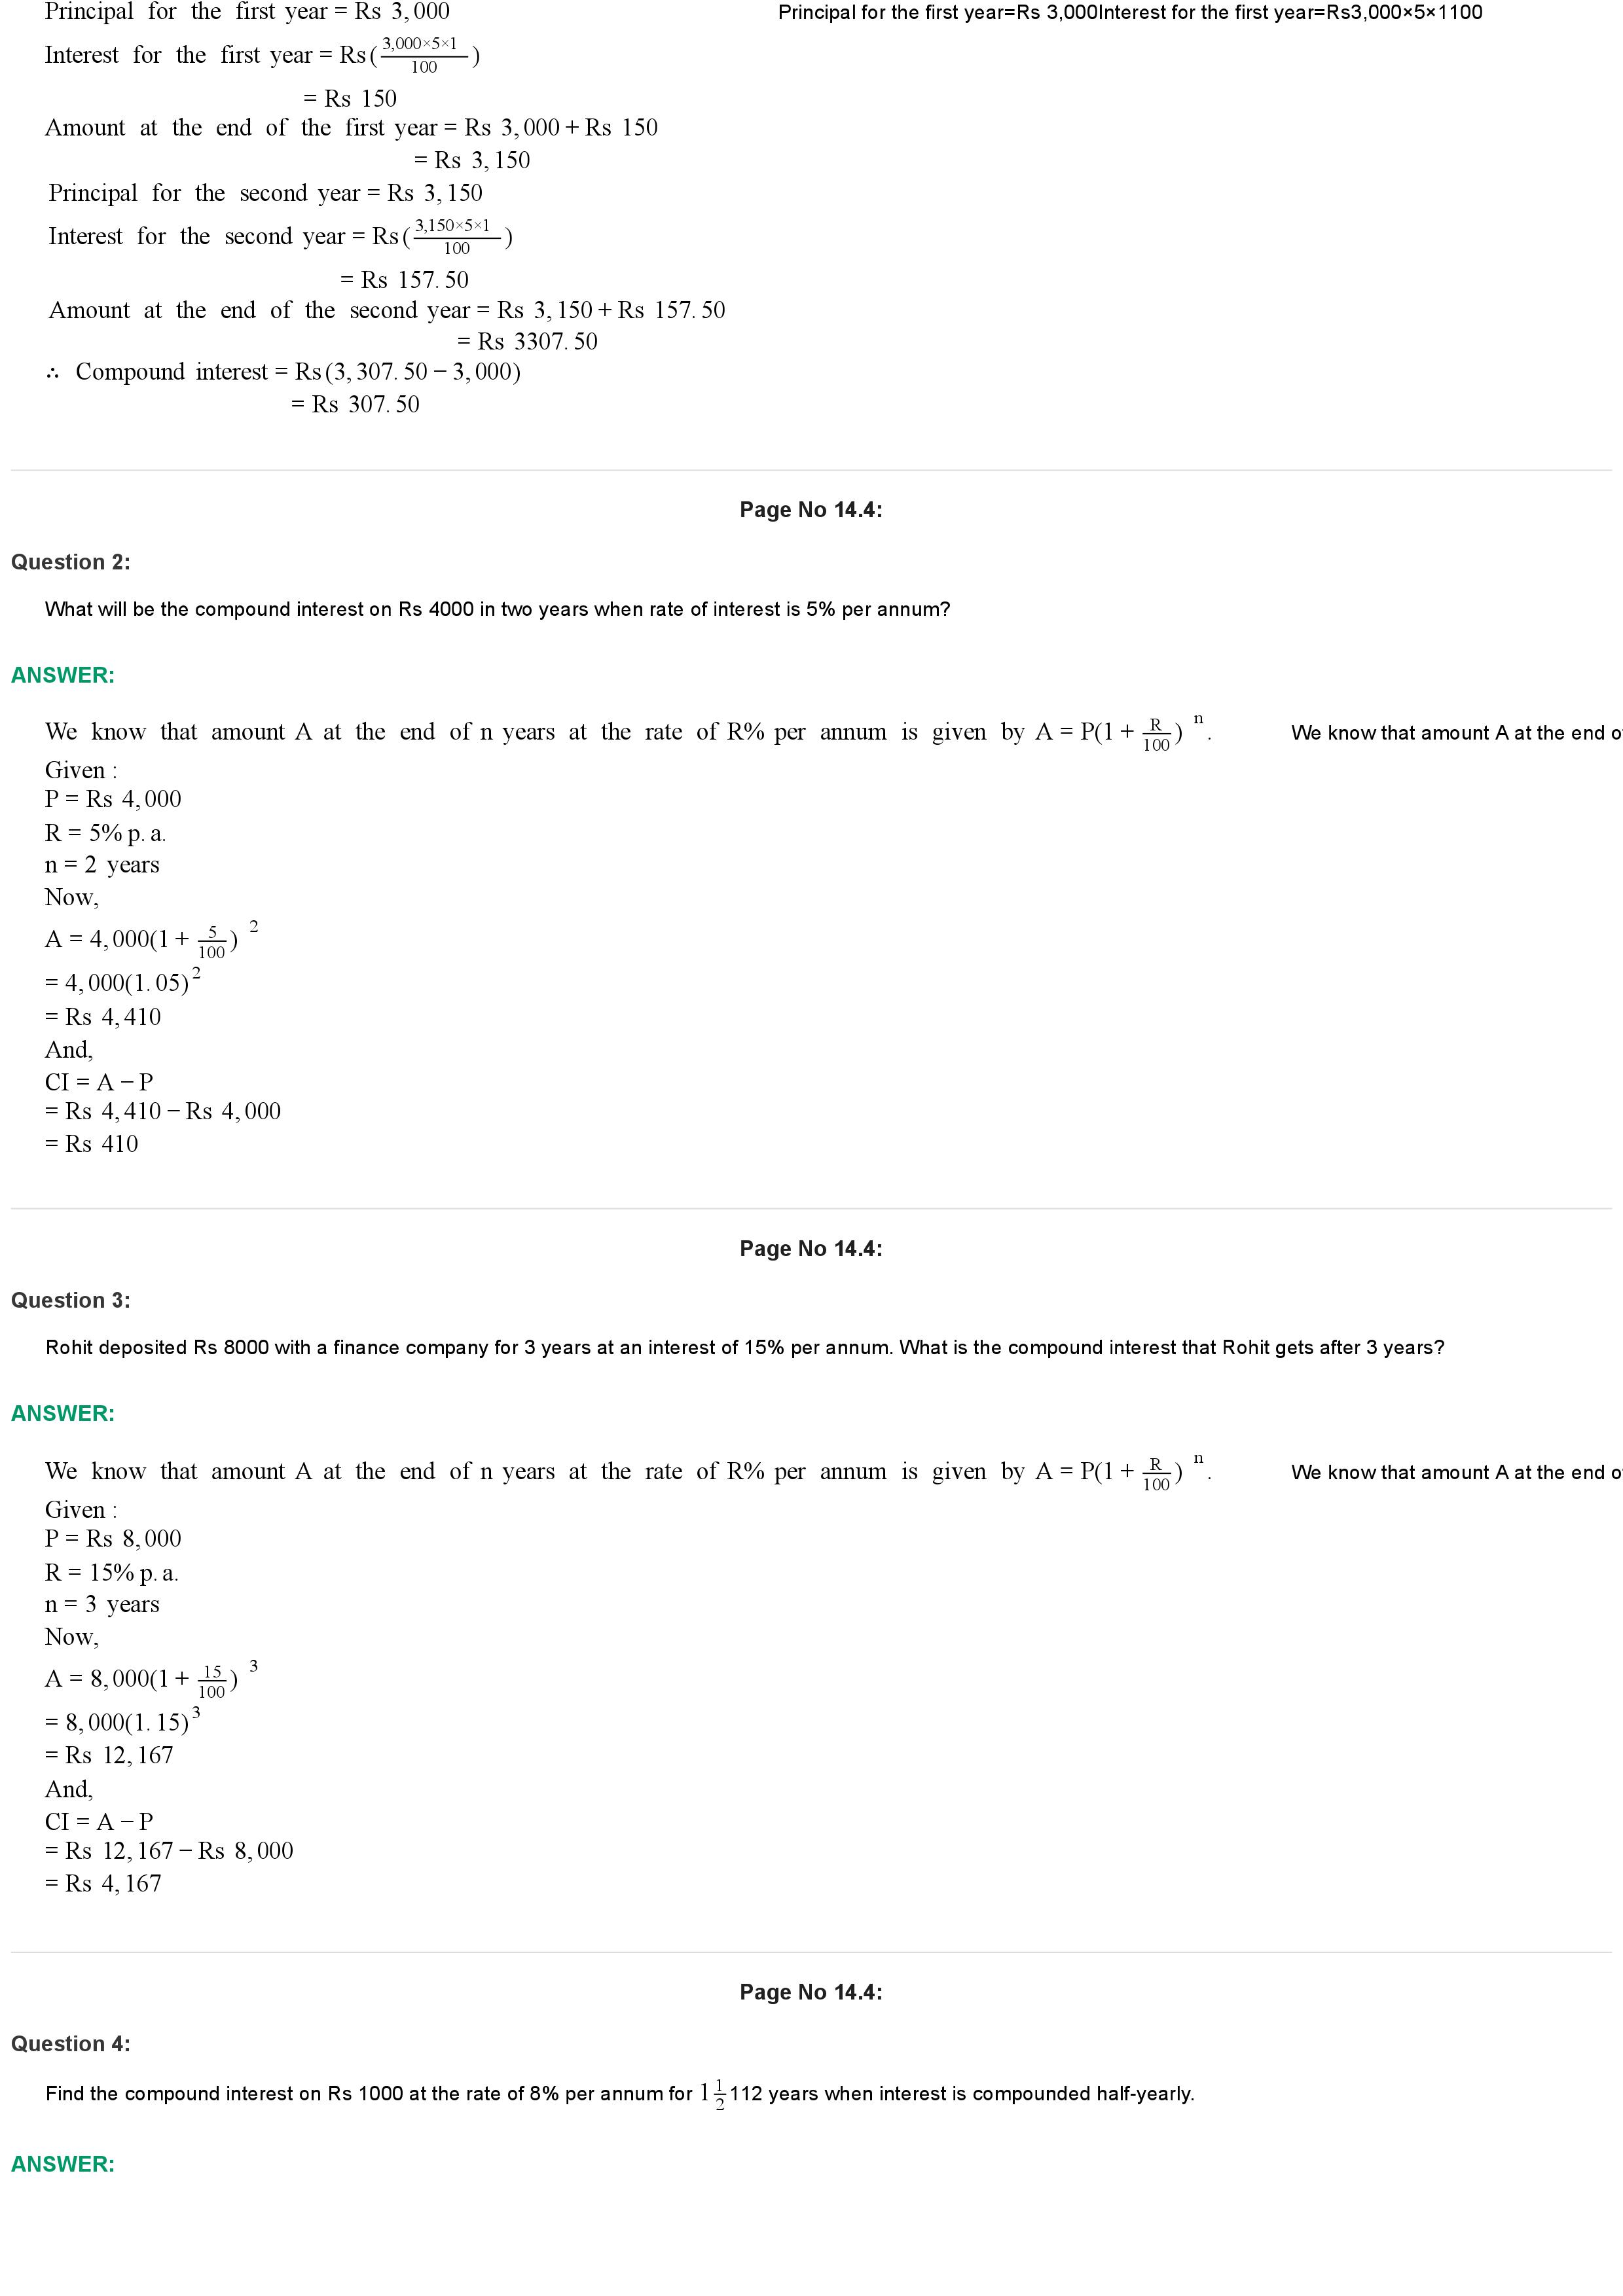 Principal for the first year = Rs 3,000 Principal for the first year=Rs 3,000Interest for the first year=Rs3,000×5×1100
Interest for the first year = Rs(3,000×5×1/100)
= Rs 150
Amount at the end of the first year = Rs 3,000 + Rs 150
= Rs 3,150
Principal for the second year = Rs 3,150
Interest for the second year = Rs(3,150×5×1/100)
= Rs 157.50
Amount at the end of the second year = Rs 3,150 + Rs 157.50
= Rs 3307.50
∴ Compound interest = Rs(3,307.50 − 3,000)
= Rs 307.50
Page No 14.4:
Question 2:
What will be the compound interest on Rs 4000 in two years when rate of interest is 5% per annum?
ANSWER:
We know that amount A at the end of n years at the rate of R% per annum is given by A = P(1 + R/100)^n. We know that amount A at the end
Given :
P = Rs 4,000
R = 5% p.a.
n = 2 years
Now,
A = 4,000(1 + 5/100)^2
= 4,000(1.05)^2
= Rs 4,410
And,
CI = A − P
= Rs 4,410 − Rs 4,000
= Rs 410
Page No 14.4:
Question 3:
Rohit deposited Rs 8000 with a finance company for 3 years at an interest of 15% per annum. What is the compound interest that Rohit gets after 3 years?
ANSWER:
We know that amount A at the end of n years at the rate of R% per annum is given by A = P(1 + R/100)^n. We know that amount A at the end
Given :
P = Rs 8,000
R = 15% p.a.
n = 3 years
Now,
A = 8,000(1 + 15/100)^3
= 8,000(1.15)^3
= Rs 12,167
And,
CI = A − P
= Rs 12,167 − Rs 8,000
= Rs 4,167
Page No 14.4:
Question 4:
Find the compound interest on Rs 1000 at the rate of 8% per annum for 1 1/2 112 years when interest is compounded half-yearly.
ANSWER: